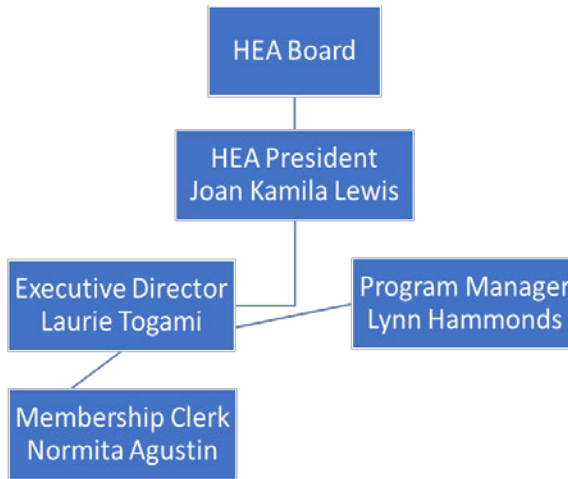 HEA Board
HEA President
Joan Kamila Lewis
Executive Director
Laurie Togami
Program Manager
Lynn Hammonds
Membership Clerk
Normita Agustin